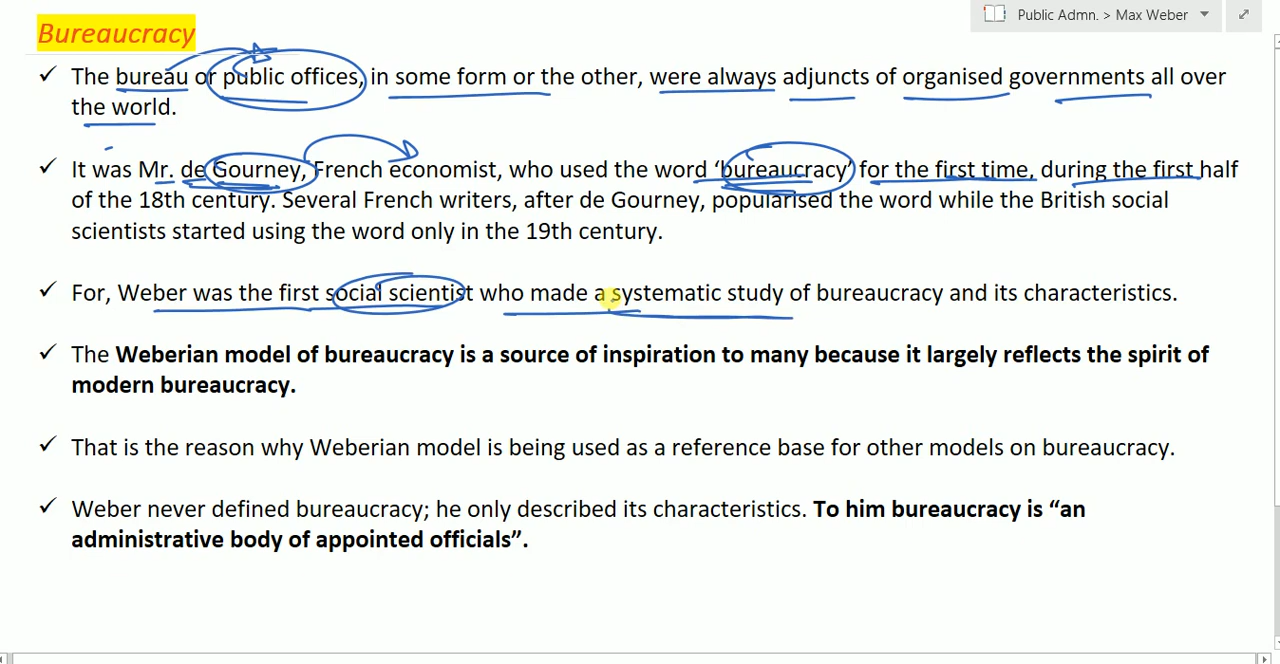 Public Admn. > Max Weber
Bureaucracy
✓ The bureau or public offices, in some form or the other, were always adjuncts of organised governments all over
the world.
✓ It was Mr. de Gourney, French economist, who used the word ‘bureaucracy’ for the first time, during the first half
of the 18th century. Several French writers, after de Gourney, popularised the word while the British social
scientists started using the word only in the 19th century.
✓ For, Weber was the first social scientist who made a systematic study of bureaucracy and its characteristics.
✓ The Weberian model of bureaucracy is a source of inspiration to many because it largely reflects the spirit of
modern bureaucracy.
✓ That is the reason why Weberian model is being used as a reference base for other models on bureaucracy.
✓ Weber never defined bureaucracy; he only described its characteristics. To him bureaucracy is “an
administrative body of appointed officials”.